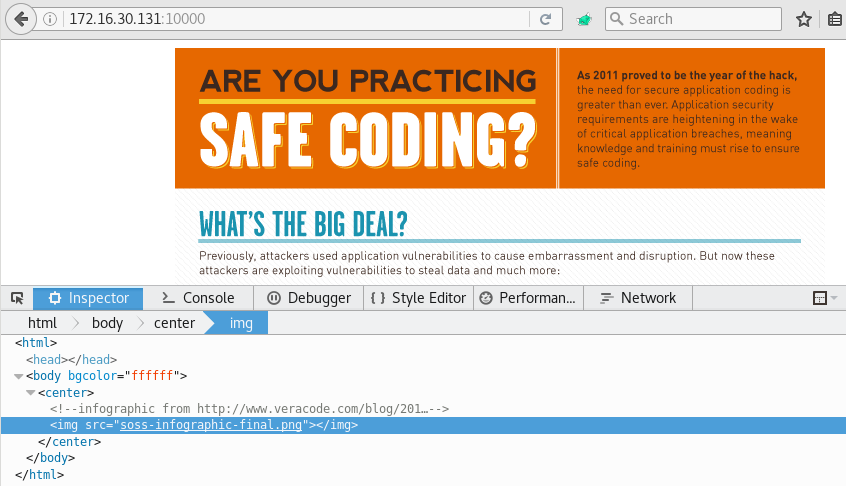 172.16.30.131:10000
Search
ARE YOU PRACTICING
SAFE CODING?
As 2011 proved to be the year of the hack,
the need for secure application coding is
greater than ever. Application security
requirements are heightening in the wake
of critical application breaches, meaning
knowledge and training must rise to ensure
safe coding.
WHAT'S THE BIG DEAL?
Previously, attackers used application vulnerabilities to cause embarrassment and disruption. But now these
attackers are exploiting vulnerabilities to steal data and much more:
Inspector Console Debugger { } Style Editor Performan... Network
html body center img
<html>
<head></head>
<body bgcolor="ffffff">
<center>
<!--infographic from http://www.veracode.com/blog/201…-->
<img src="soss-infographic-final.png"></img>
</center>
</body>
</html>